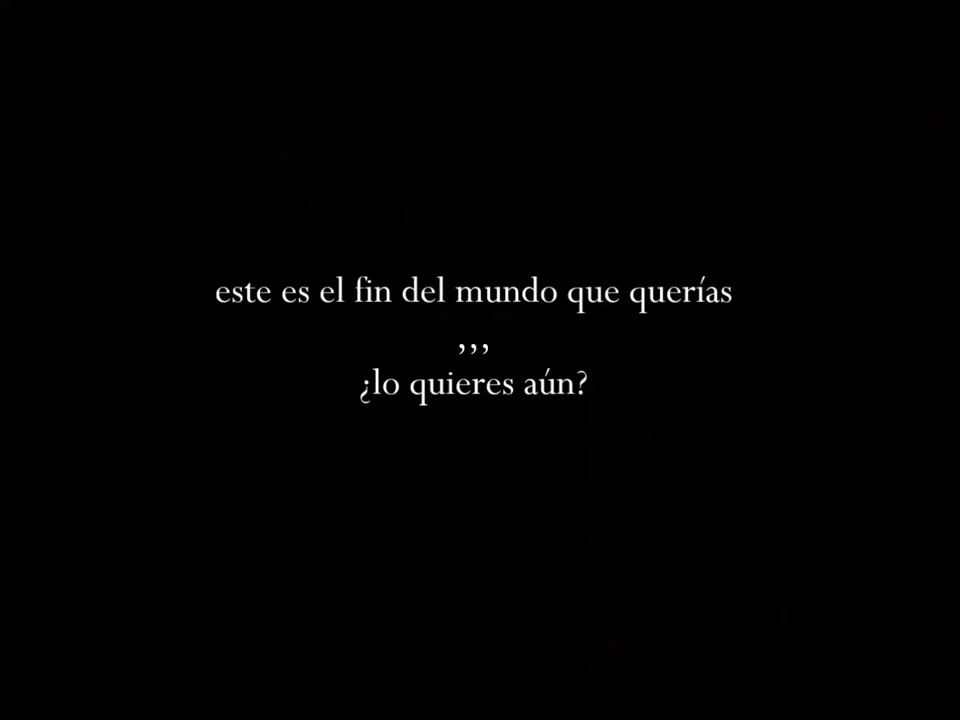 este es el fin del mundo que querías
,,,
¿lo quieres aún?